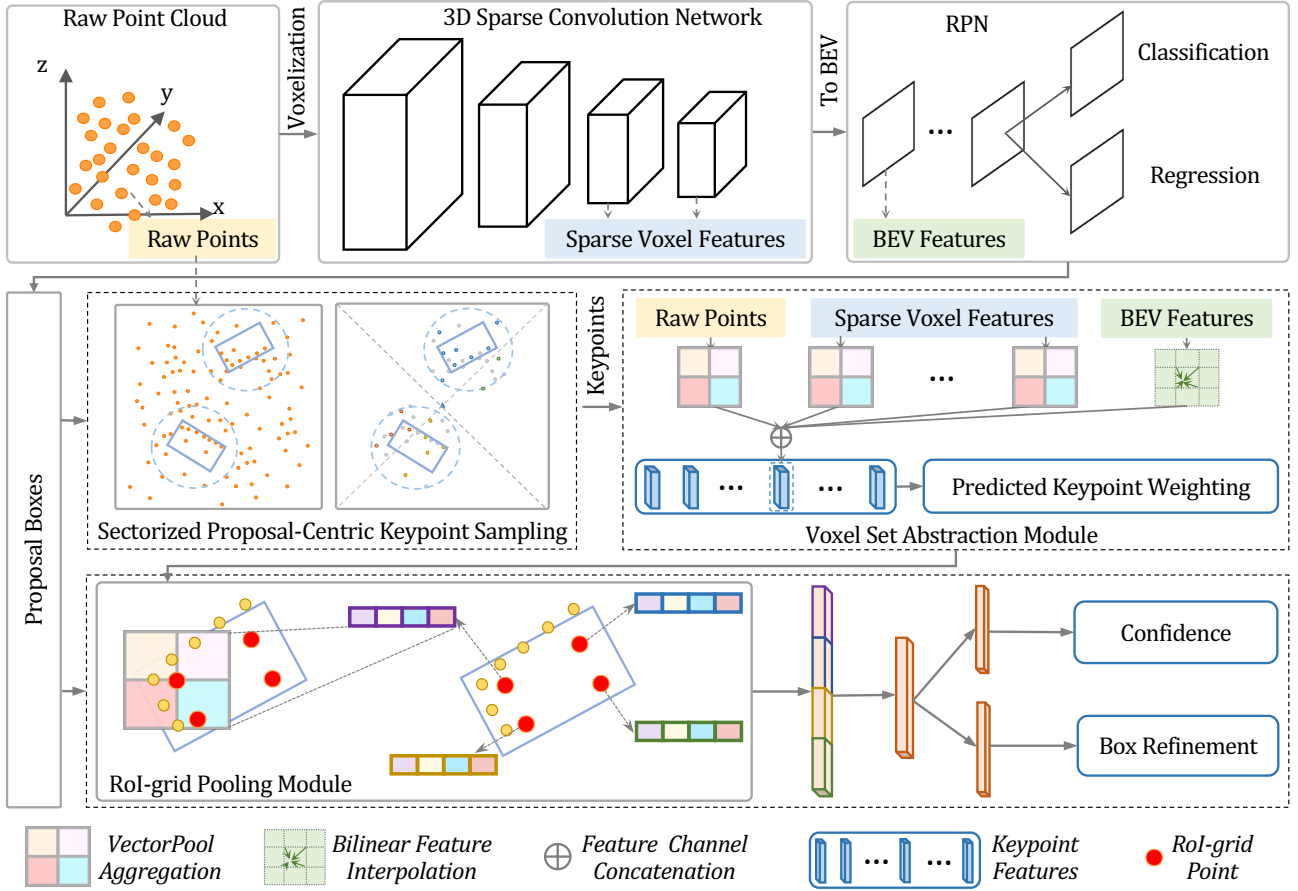 Raw Point Cloud
z
y
x
Raw Points
Voxelization
3D Sparse Convolution Network
Sparse Voxel Features
To BEV
RPN
Classification
...
Regression
BEV Features
Proposal Boxes
Sectorized Proposal-Centric Keypoint Sampling
Keypoints
Raw Points
Sparse Voxel Features
BEV Features
...
... ...
Predicted Keypoint Weighting
Voxel Set Abstraction Module
RoI-grid Pooling Module
Confidence
Box Refinement
VectorPool
Aggregation
Bilinear Feature
Interpolation
Feature Channel
Concatenation
... ...
Keypoint
Features
RoI-grid
Point